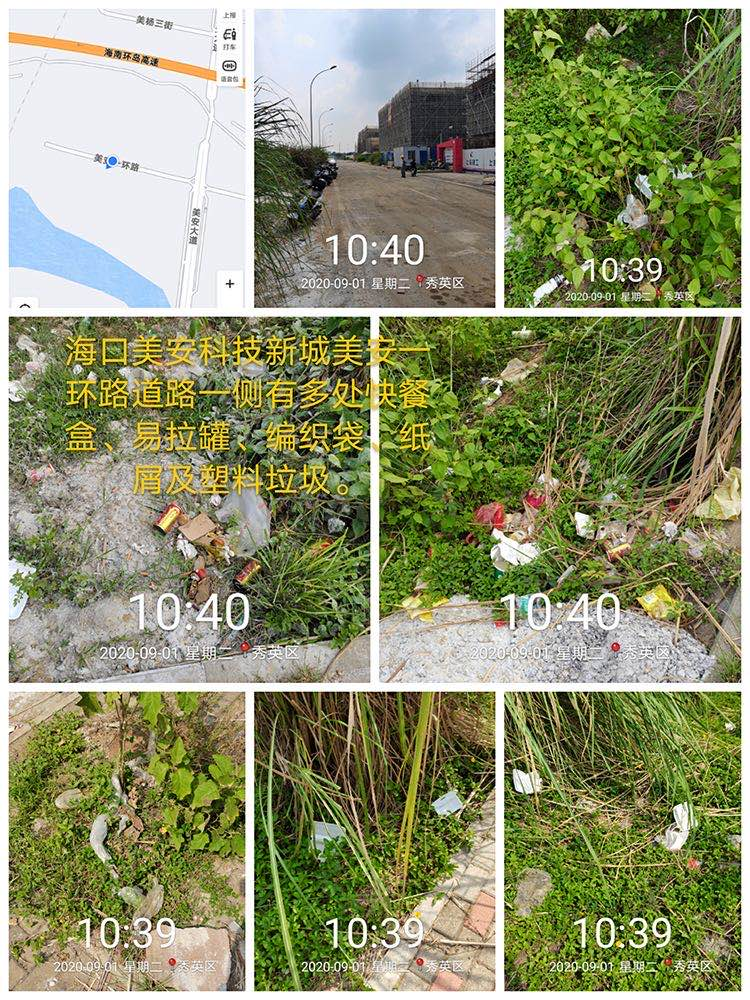 美杨三街
上报
打车
海南环岛高速
语音包
美安一环路
美安大道
+
10:40
2020-09-01 星期二 秀英区
10:39
2020-09-01 星期二 秀英区
海口美安科技新城美安一
环路道路一侧有多处快餐
盒、易拉罐、编织袋、纸
屑及塑料垃圾。
10:40
2020-09-01 星期二 秀英区
10:40
2020-09-01 星期二 秀英区
10:39
2020-09-01 星期二 秀英区
10:39
2020-09-01 星期二 秀英区
10:39
2020-09-01 星期二 秀英区